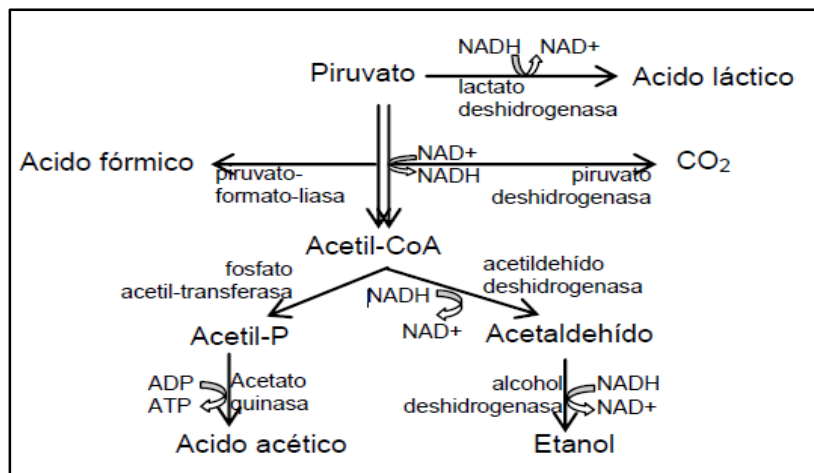 NADH NAD+
Piruvato Acido láctico
lactato
deshidrogenasa
Acido fórmico NAD+ CO2
NADH
piruvato-
formato-liasa
piruvato
deshidrogenasa
Acetil-CoA
fosfato
acetil-transferasa
acetildehído
deshidrogenasa
NADH
NAD+
Acetil-P Acetaldehído
ADP
ATP
Acetato
quinasa
alcohol
deshidrogenasa
NADH
NAD+
Acido acético Etanol